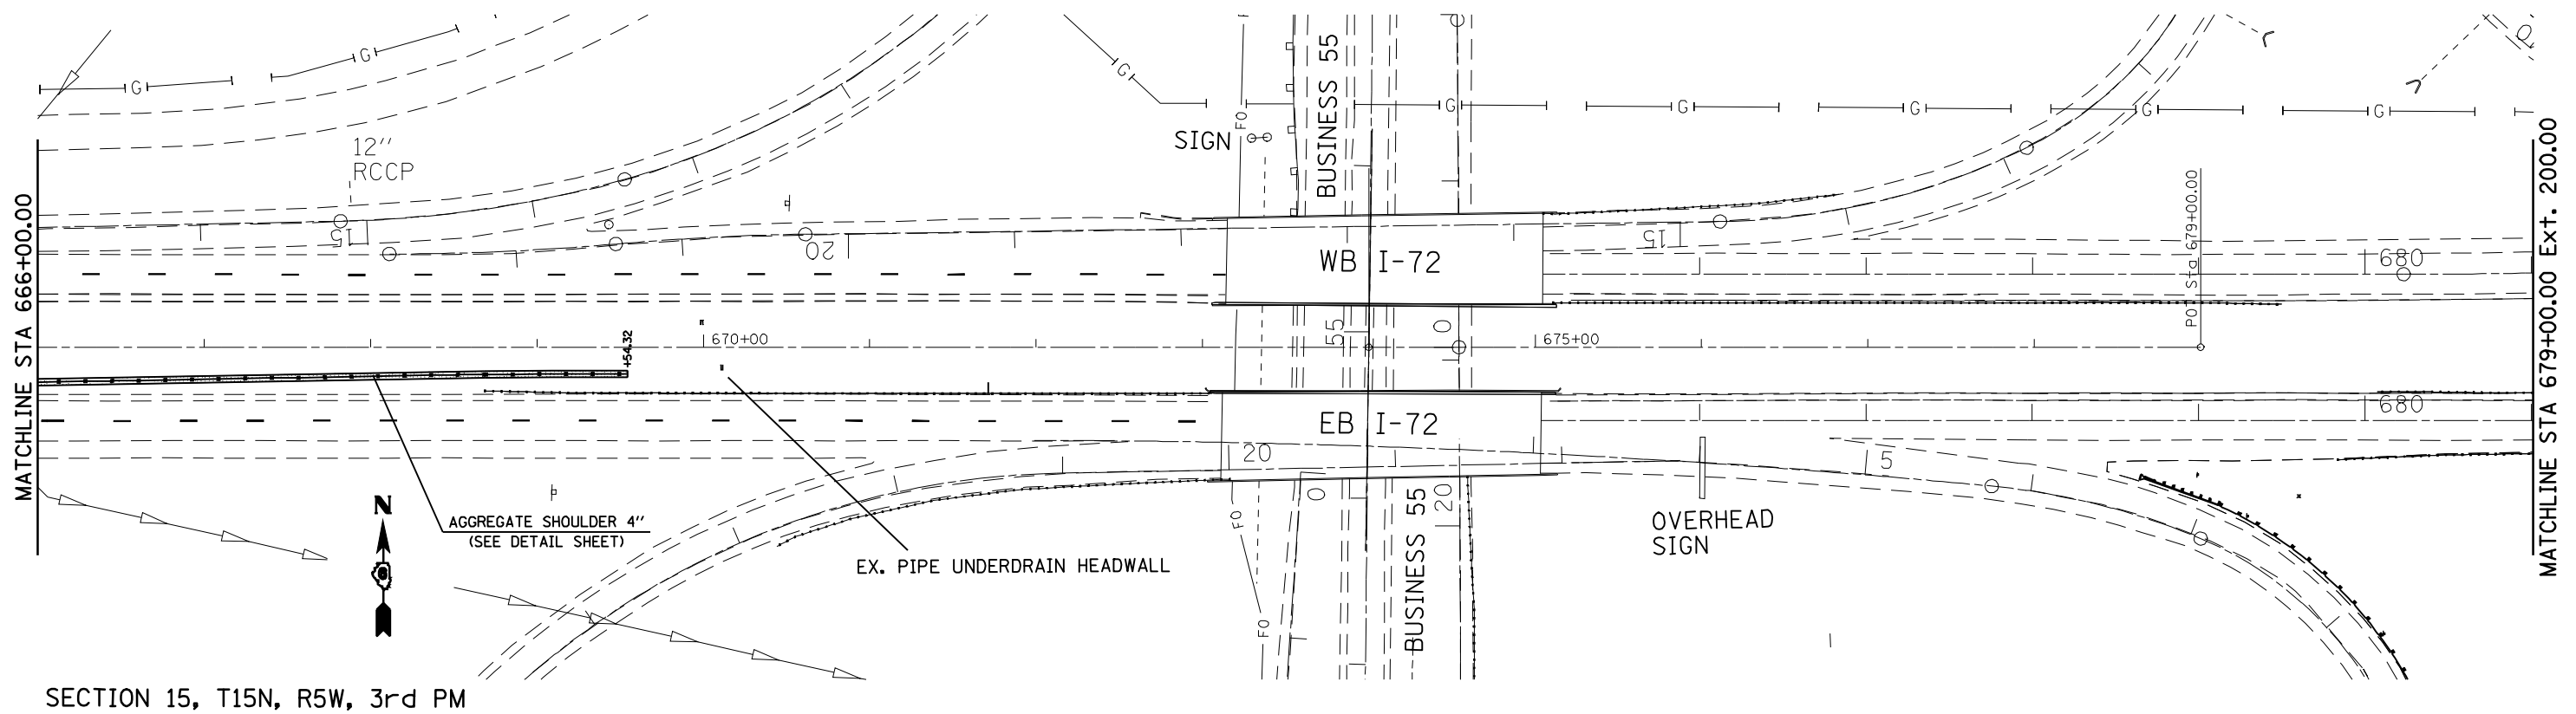 G
G
G
G
G
G
G
G
12"
RCCP
SIGN
FO
BUSINESS 55
MATCHLINE STA 666+00.00
MATCHLINE STA 679+00.00 Ext. 200.00
15
20
WB I-72
15
POT Sta 679+00.00
680
+54.32
670+00
55
0
675+00
EB I-72
680
20
5
N
6
AGGREGATE SHOULDER 4"
(SEE DETAIL SHEET)
EX. PIPE UNDERDRAIN HEADWALL
FO
FO
0
20
BUSINESS 55
OVERHEAD
SIGN
SECTION 15, T15N, R5W, 3rd PM